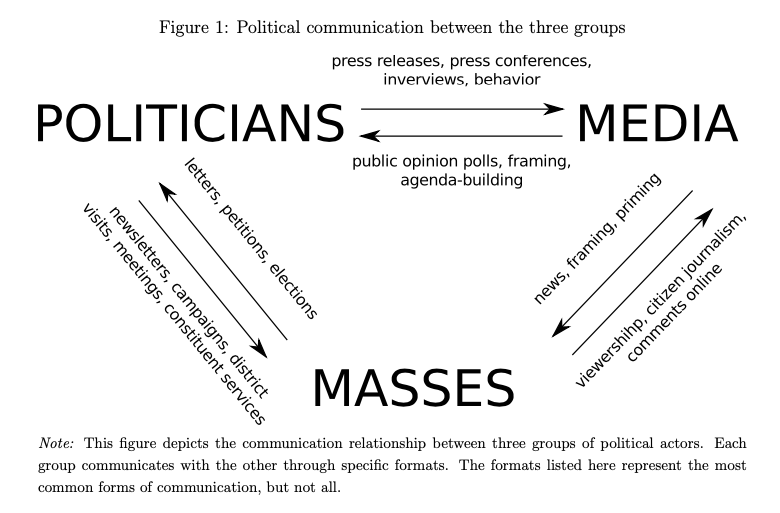 Figure 1: Political communication between the three groups
press releases, press conferences,
inverviews, behavior
POLITICIANS
MEDIA
public opinion polls, framing,
agenda-building
letters, petitions, elections
newsletters, campaigns, district
visits, meetings, constituent services
news, framing, priming
viewershihp, citizen journalism,
comments online
MASSES
Note: This figure depicts the communication relationship between three groups of political actors. Each
group communicates with the other through specific formats. The formats listed here represent the most
common forms of communication, but not all.